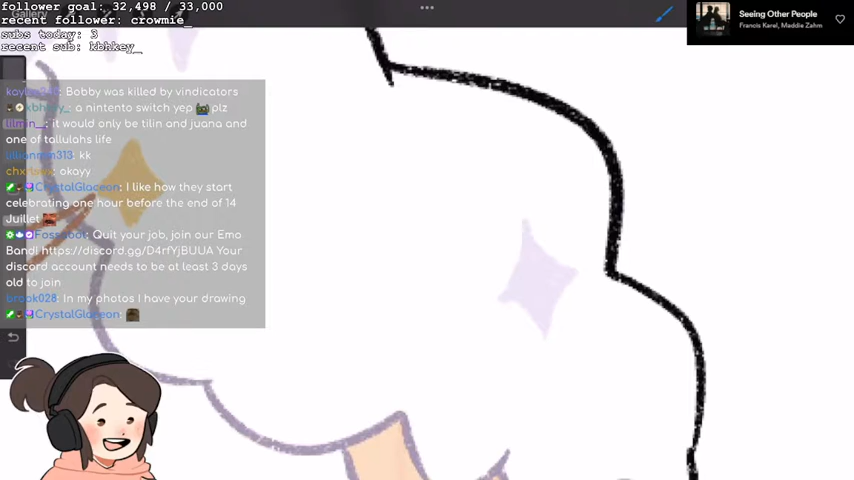 follower goal: 32,498 / 33,000
recent follower: crowmie_
subs today: 3
recent sub: kbhkey_
Seeing Other People
Francis Karel, Maddie Zahm
Bobby was killed by vindicators
kbhkey_: a nintento switch yep plz
lilmin__: it would only be tilin and juana and
one of tallulahs life
kk
okayy
CrystalGlaceon: I like how they start
celebrating one hour before the end of 14
Juillet
Fossabot: Quit your job, join our Emo
Band! https://discord.gg/D4rfYjBUUA Your
discord account needs to be at least 3 days
old to join
brook028: In my photos I have your drawing
CrystalGlaceon: